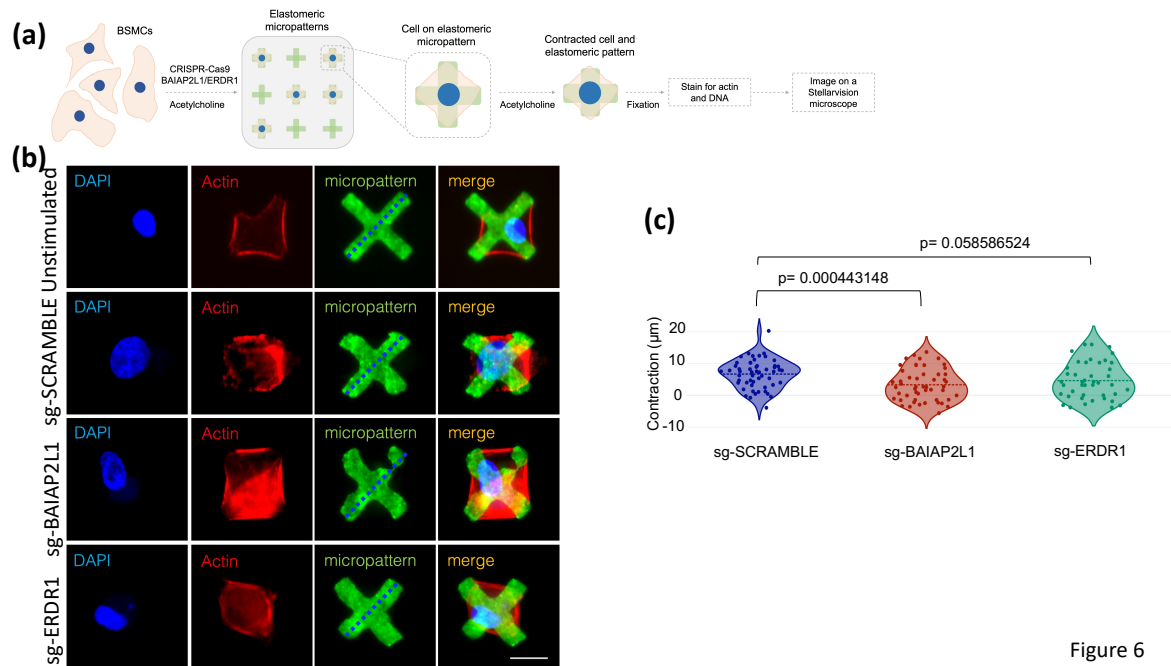 (a)
BSMCs
CRISPR-Cas9
BAIAP2L1/ERDR1
Acetylcholine
Elastomeric
micropatterns
Cell on elastomeric
micropattern
Acetylcholine
Contracted cell and
elastomeric pattern
Fixation
Stain for actin
and DNA
Image on a
Stellarvision
microscope
(b)
Unstimulated
DAPI
Actin
micropattern
merge
sg-SCRAMBLE
DAPI
Actin
micropattern
merge
sg-BAIAP2L1
DAPI
Actin
micropattern
merge
sg-ERDR1
DAPI
Actin
micropattern
merge
(c)
p= 0.058586524
p= 0.000443148
Contraction (µm)
20
10
0
-10
sg-SCRAMBLE
sg-BAIAP2L1
sg-ERDR1
Figure 6